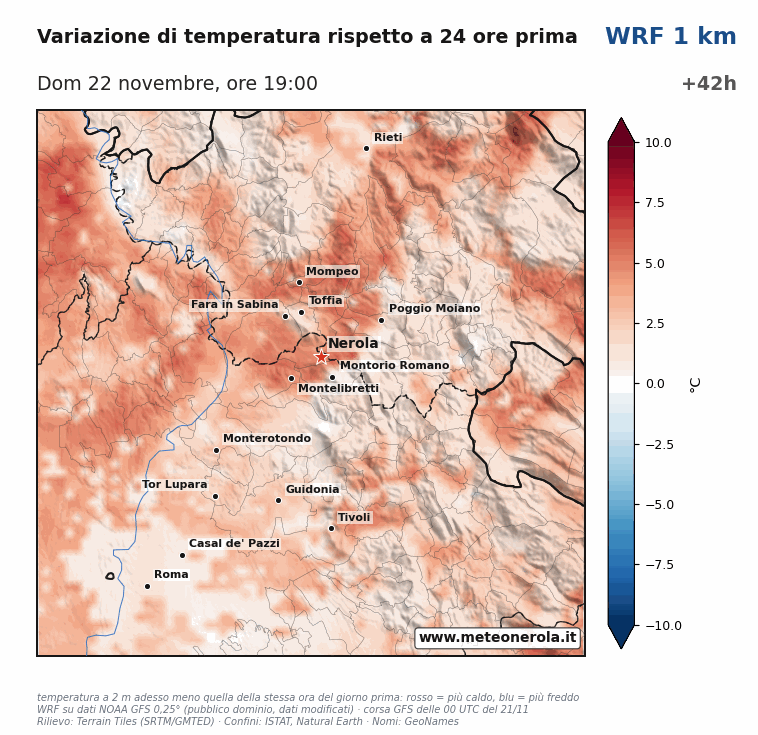 Variazione di temperatura rispetto a 24 ore prima
WRF 1 km
Dom 22 novembre, ore 19:00
+42h
Rieti
Mompeo
Fara in Sabina
Toffia
Poggio Moiano
Nerola
Montorio Romano
Montelibretti
Monterotondo
Tor Lupara
Guidonia
Tivoli
Casal de' Pazzi
Roma
www.meteonerola.it
10.0
7.5
5.0
2.5
0.0
−2.5
−5.0
−7.5
−10.0
°C
temperatura a 2 m adesso meno quella della stessa ora del giorno prima: rosso = più caldo, blu = più freddo
WRF su dati NOAA GFS 0,25° (pubblico dominio, dati modificati) · corsa GFS delle 00 UTC del 21/11
Rilievo: Terrain Tiles (SRTM/GMTED) · Confini: ISTAT, Natural Earth · Nomi: GeoNames